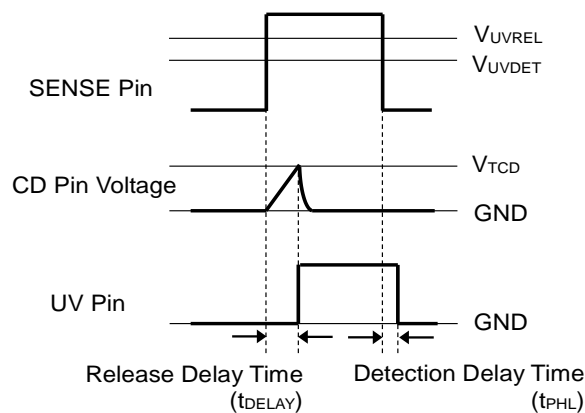 VUVREL
VUVDET
SENSE Pin
VTCD
CD Pin Voltage
GND
UV Pin
GND
Release Delay Time
(tDELAY)
Detection Delay Time
(tPHL)